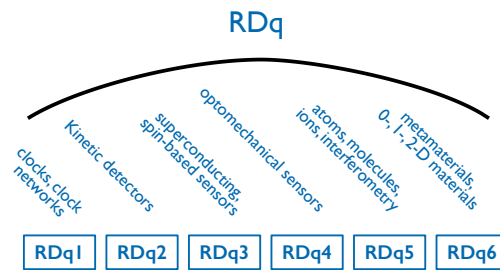 RDq
clocks, clock
networks
Kinetic detectors
superconducting,
spin-based sensors
optomechanical sensors
atoms, molecules,
ions, interferometry
metamaterials,
0-, 1-, 2-D materials
RDq1
RDq2
RDq3
RDq4
RDq5
RDq6